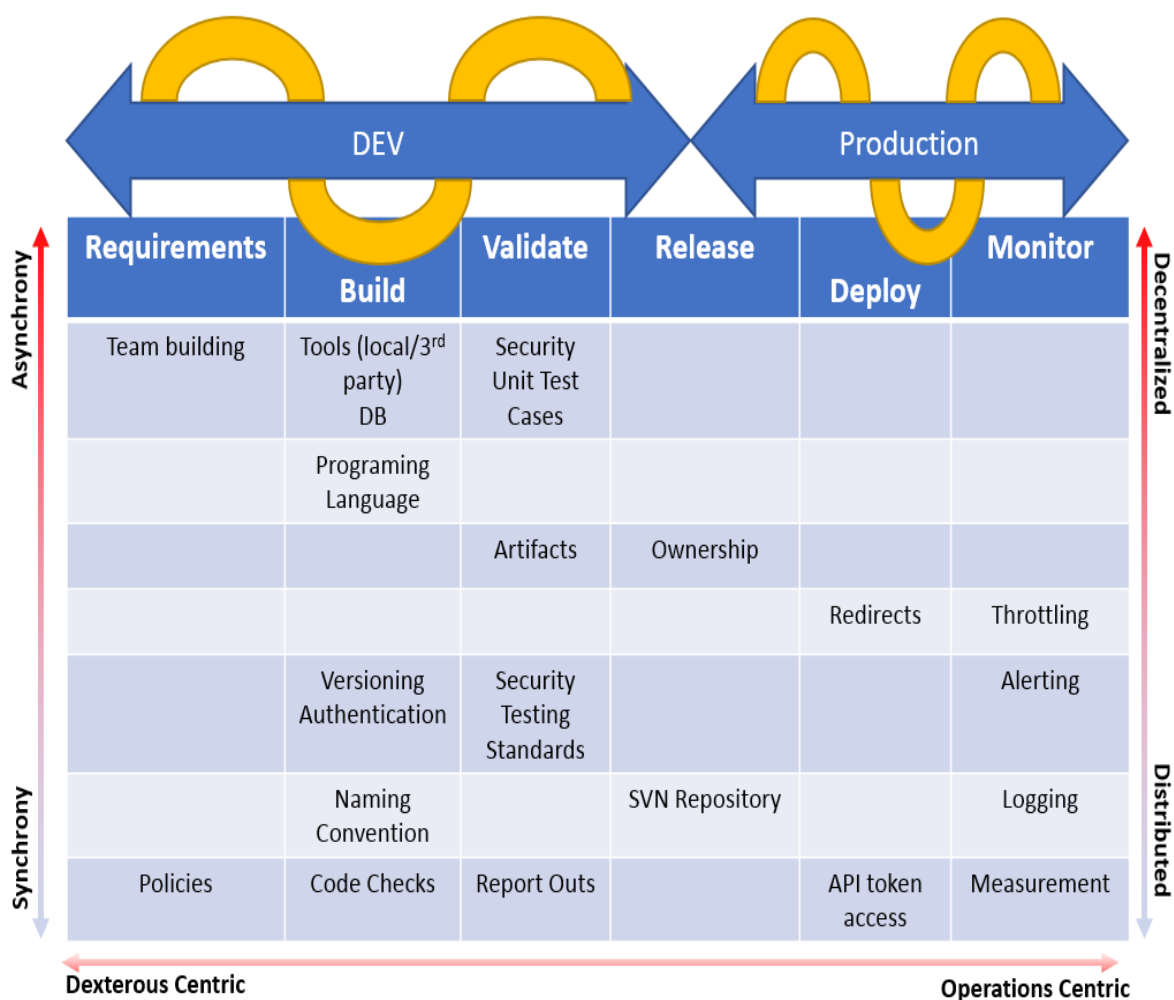 DEV
Production
Requirements
Build
Validate
Release
Deploy
Monitor
Asynchrony
Decentralized
Team building
Tools (local/3rd
party)
DB
Security
Unit Test
Cases
Programing
Language
Artifacts
Ownership
Redirects
Throttling
Versioning
Authentication
Security
Testing
Standards
Alerting
Naming
Convention
SVN Repository
Logging
Synchrony
Distributed
Policies
Code Checks
Report Outs
API token
access
Measurement
Dexterous Centric
Operations Centric